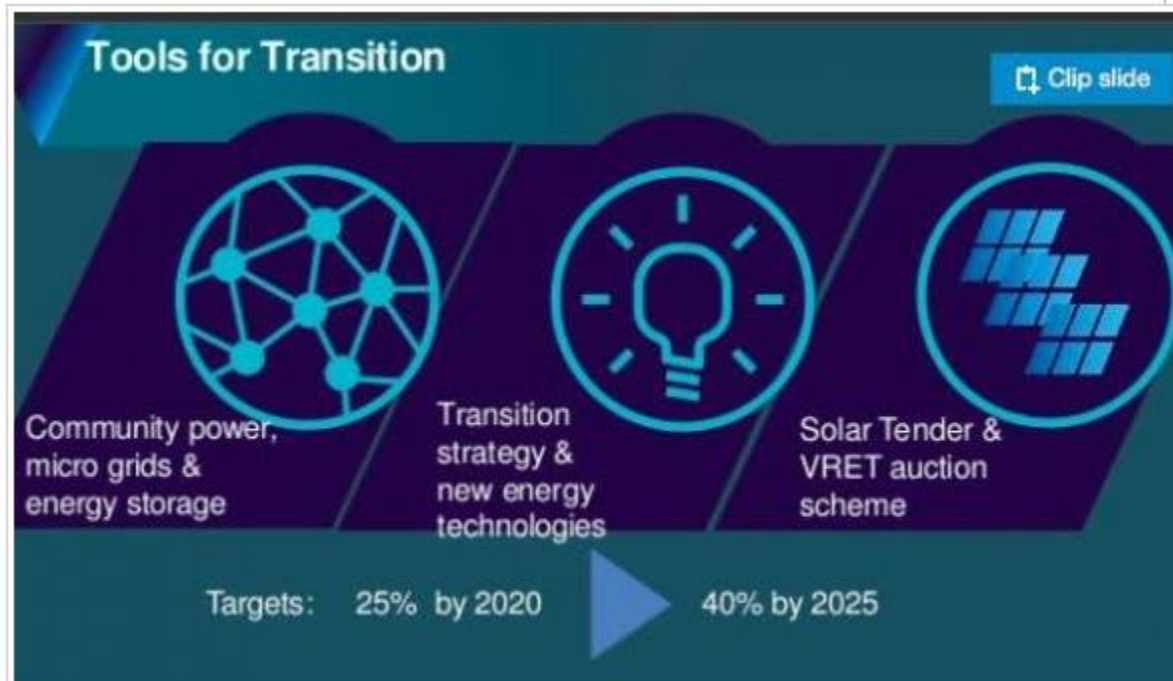 Tools for Transition
Clip slide
Community power,
micro grids &
energy storage
Transition
strategy &
new energy
technologies
Solar Tender &
VRET auction
scheme
Targets: 25% by 2020 40% by 2025